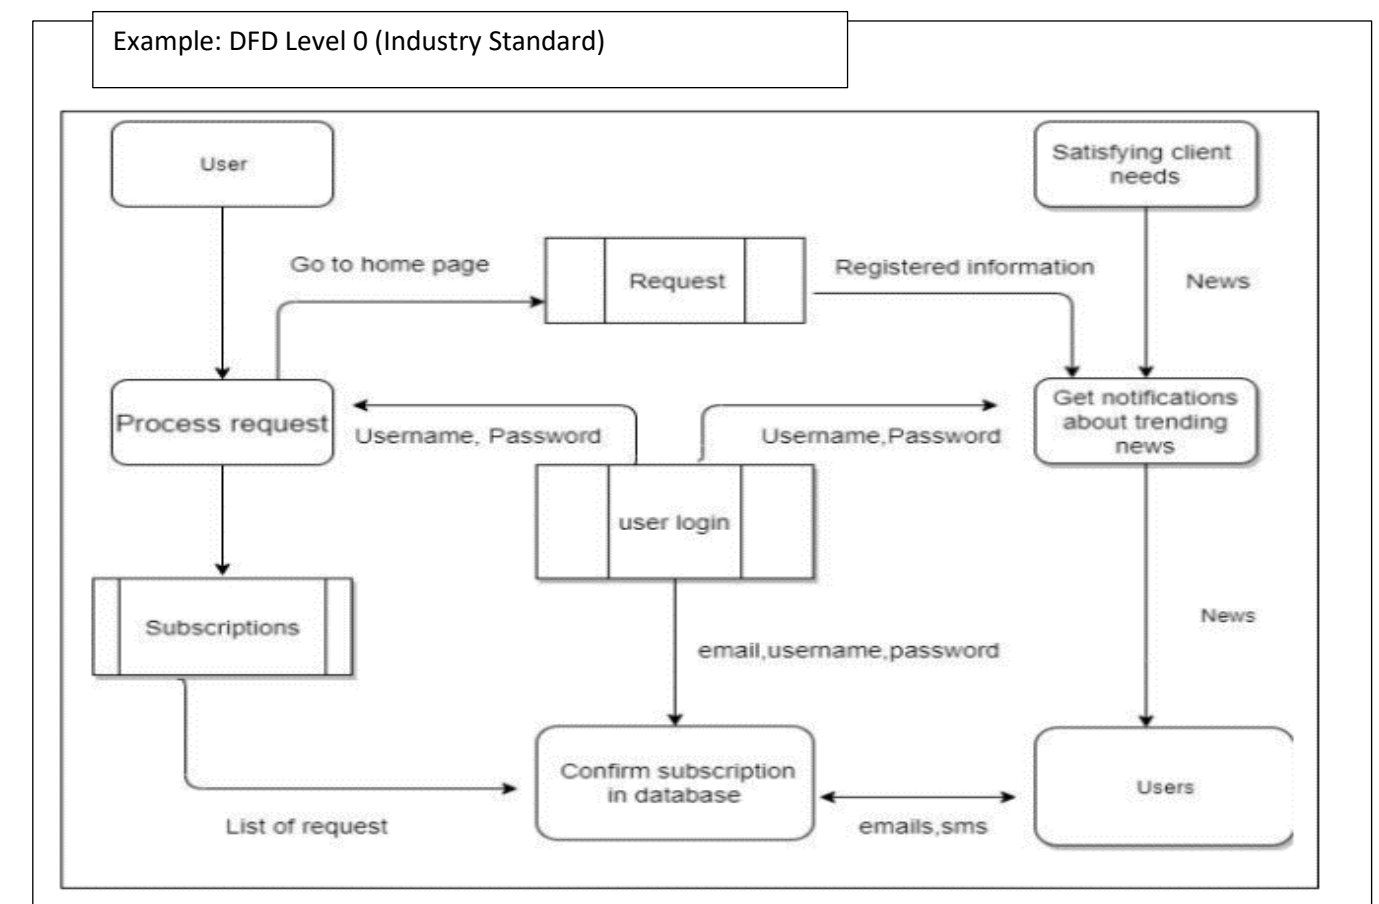 Example: DFD Level 0 (Industry Standard)
User
Satisfying client
needs
Go to home page
Request
Registered information
News
Process request
Username, Password
Username,Password
Get notifications
about trending
news
user login
Subscriptions
email,username,password
News
Confirm subscription
in database
Users
List of request
emails,sms